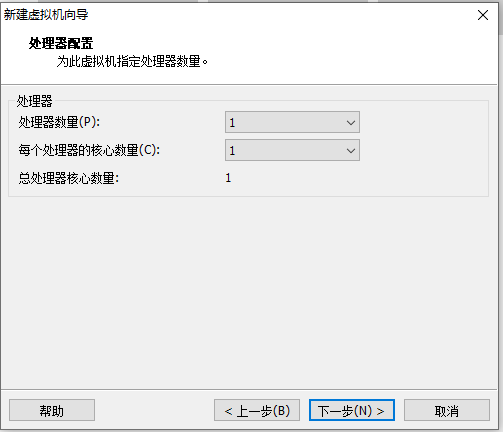 新建虚拟机向导
处理器配置
为此虚拟机指定处理器数量。
处理器
处理器数量(P): 1
每个处理器的核心数量(C): 1
总处理器核心数量: 1
帮助 < 上一步(B) 下一步(N) > 取消